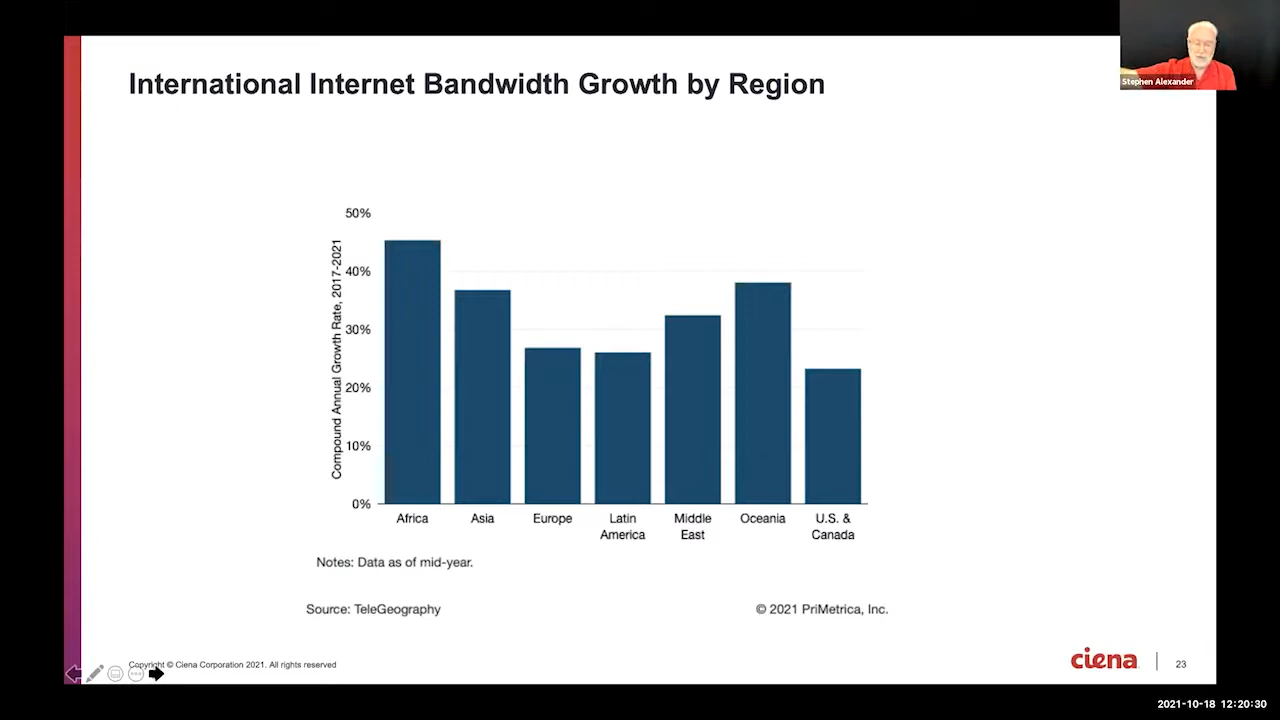 Stephen Alexander
International Internet Bandwidth Growth by Region
Compound Annual Growth Rate, 2017-2021
50%
40%
30%
20%
10%
0%
Africa
Asia
Europe
Latin
America
Middle
East
Oceania
U.S. &
Canada
Notes: Data as of mid-year.
Source: TeleGeography
© 2021 PriMetrica, Inc.
Copyright © Ciena Corporation 2021. All rights reserved
ciena
23
2021-10-18 12:20:30